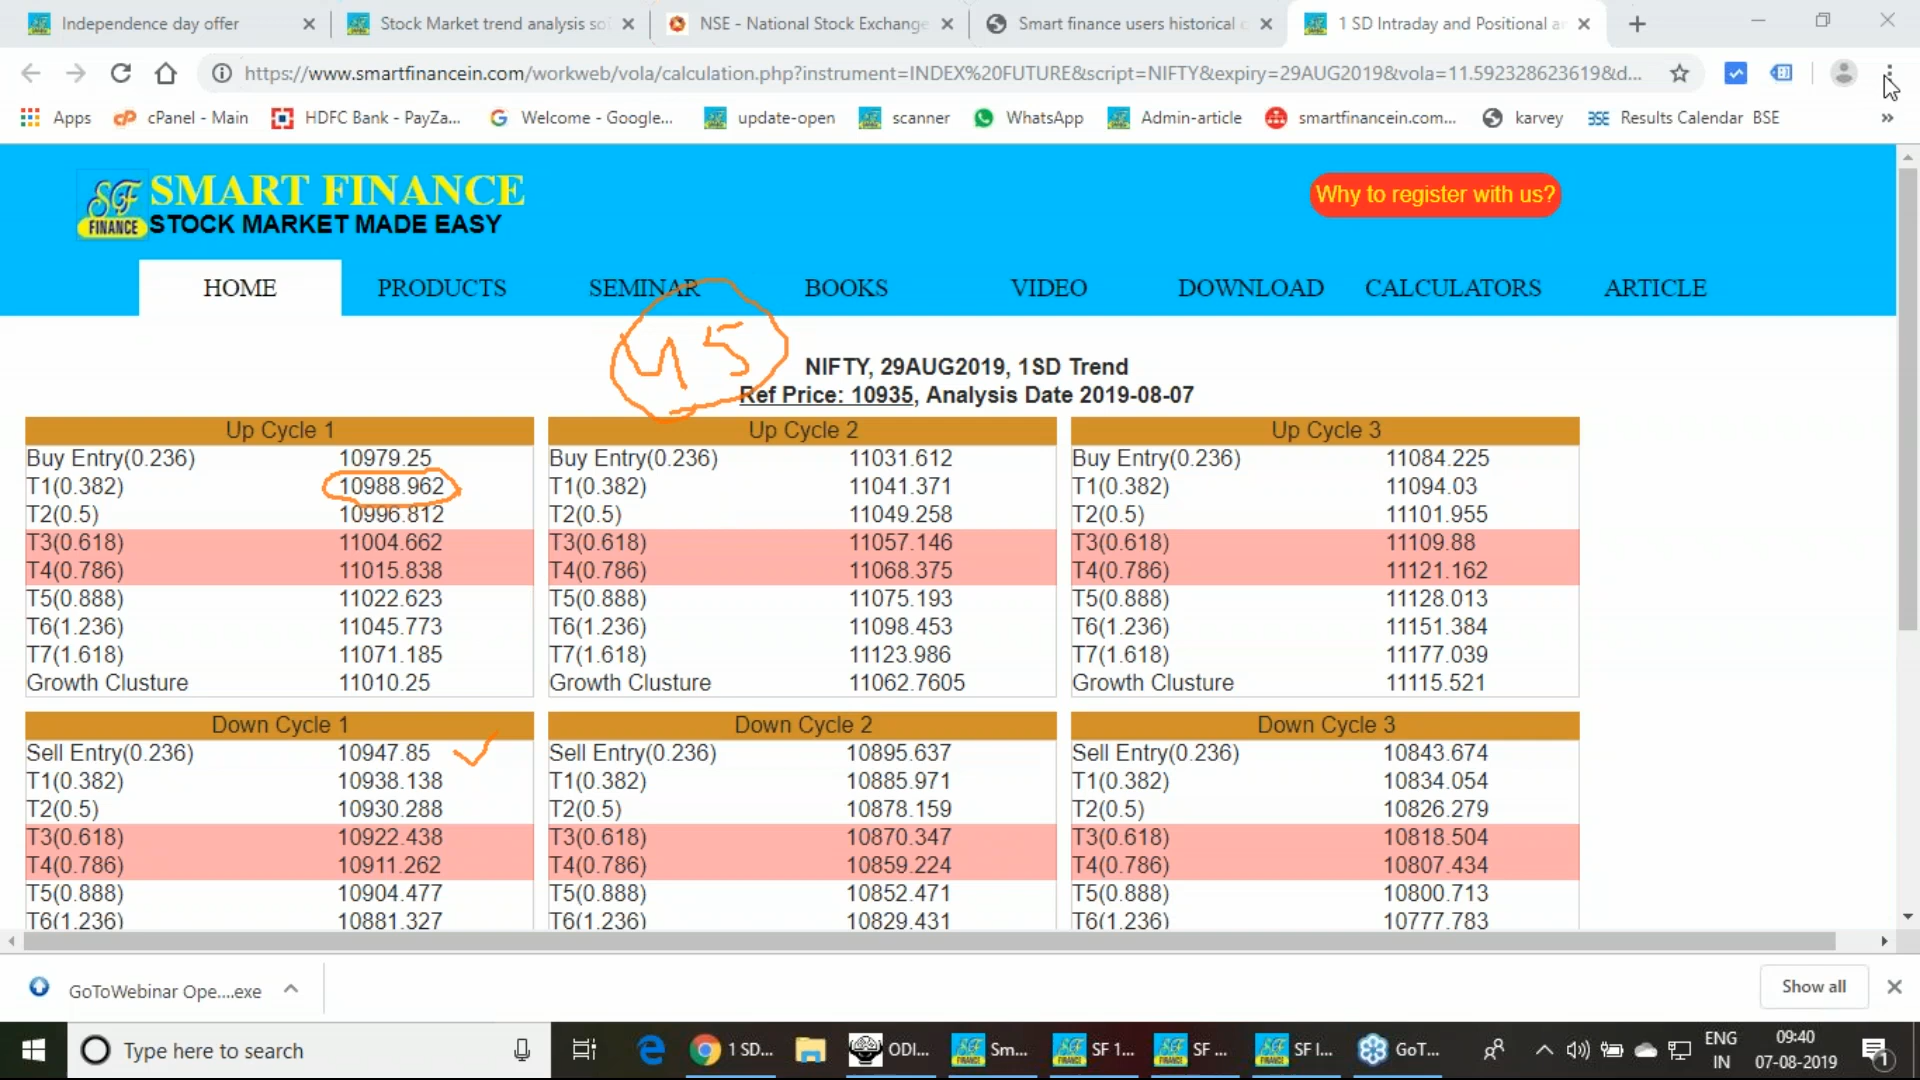 Independence day offer
Stock Market trend analysis so
NSE - National Stock Exchange
Smart finance users historical
1 SD Intraday and Positional a
https://www.smartfinancein.com/workweb/vola/calculation.php?instrument=INDEX%20FUTURE&script=NIFTY&expiry=29AUG2019&vola=11.592328623619&d...
Apps cPanel - Main HDFC Bank - PayZa... Welcome - Google... update-open scanner WhatsApp Admin-article smartfinancein.com... karvey BSE Results Calendar BSE »
SF FINANCE
SMART FINANCE
STOCK MARKET MADE EASY
Why to register with us?
HOME PRODUCTS SEMINAR BOOKS VIDEO DOWNLOAD CALCULATORS ARTICLE
45
NIFTY, 29AUG2019, 1SD Trend
Ref Price: 10935, Analysis Date 2019-08-07
Up Cycle 1 Up Cycle 2 Up Cycle 3
Buy Entry(0.236) 10979.25 Buy Entry(0.236) 11031.612 Buy Entry(0.236) 11084.225
T1(0.382) 10988.962 T1(0.382) 11041.371 T1(0.382) 11094.03
T2(0.5) 10996.812 T2(0.5) 11049.258 T2(0.5) 11101.955
T3(0.618) 11004.662 T3(0.618) 11057.146 T3(0.618) 11109.88
T4(0.786) 11015.838 T4(0.786) 11068.375 T4(0.786) 11121.162
T5(0.888) 11022.623 T5(0.888) 11075.193 T5(0.888) 11128.013
T6(1.236) 11045.773 T6(1.236) 11098.453 T6(1.236) 11151.384
T7(1.618) 11071.185 T7(1.618) 11123.986 T7(1.618) 11177.039
Growth Clusture 11010.25 Growth Clusture 11062.7605 Growth Clusture 11115.521
Down Cycle 1 Down Cycle 2 Down Cycle 3
Sell Entry(0.236) 10947.85 Sell Entry(0.236) 10895.637 Sell Entry(0.236) 10843.674
T1(0.382) 10938.138 T1(0.382) 10885.971 T1(0.382) 10834.054
T2(0.5) 10930.288 T2(0.5) 10878.159 T2(0.5) 10826.279
T3(0.618) 10922.438 T3(0.618) 10870.347 T3(0.618) 10818.504
T4(0.786) 10911.262 T4(0.786) 10859.224 T4(0.786) 10807.434
T5(0.888) 10904.477 T5(0.888) 10852.471 T5(0.888) 10800.713
T6(1.236) 10881.327 T6(1.236) 10829.431 T6(1.236) 10777.783
GoToWebinar Ope....exe Show all
Type here to search 1 SD... ODI... Sm... SF 1... SF ... SF I... GoT... ENG 09:40
IN 07-08-2019 1